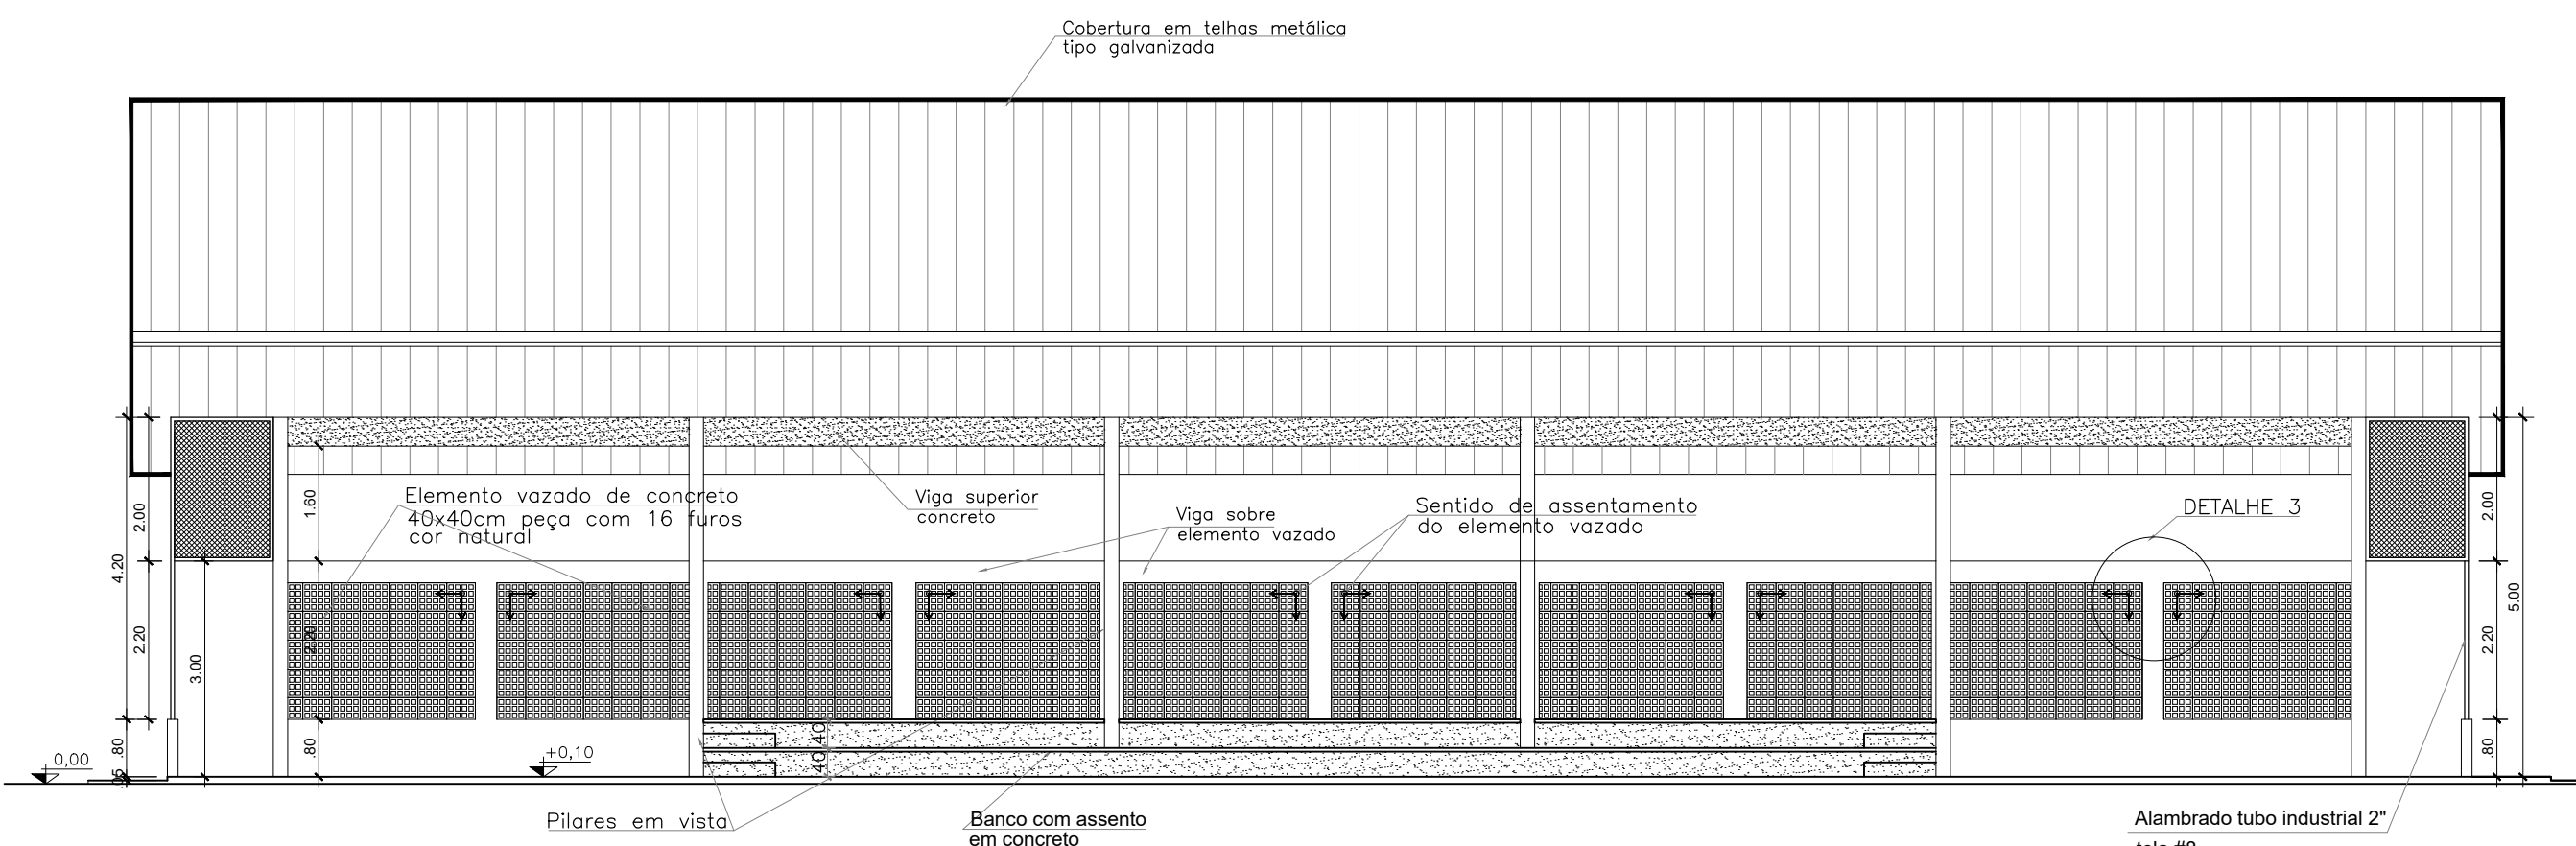 Cobertura em telhas metálica
tipo galvanizada
Elemento vazado de concreto
40x40cm peça com 16 furos
cor natural
Viga superior
concreto
Viga sobre
elemento vazado
Sentido de assentamento
do elemento vazado
DETALHE 3
2.00
1.60
4.20
2.20
3.00
2.20
.80
.05
.80
0,00
+0,10
40
40
2.00
5.00
2.20
.80
Pilares em vista
Banco com assento
em concreto
Alambrado tubo industrial 2"
tela #8